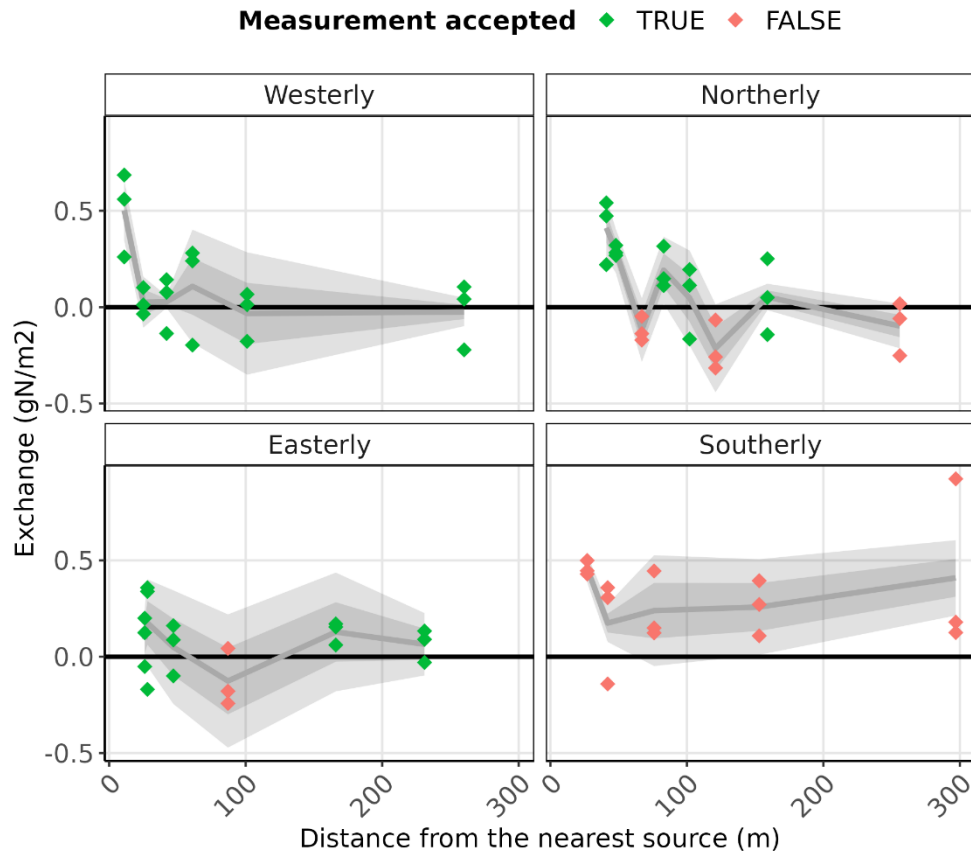 Measurement accepted TRUE FALSE
Westerly Northerly
0.5
0.0
-0.5
Easterly Southerly
0.5
0.0
-0.5
0 100 200 300 0 100 200 300
Exchange (gN/m2)
Distance from the nearest source (m)